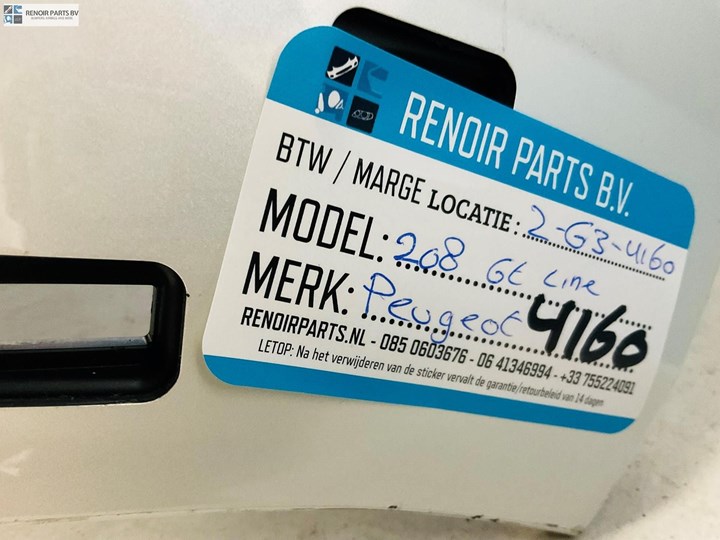 RENOIR PARTS BV
RENOIR PARTS B.V.
BTW / MARGE LOCATIE: 2-G3-4160
MODEL: 208 Gt Line
MERK: Peugeot 4160
RENOIRPARTS.NL - 085 0603676 - 06 41346994 - +33 755224091
LETOP: Na het verwijderen van de sticker vervalt de garantie/retourbeleid van 14 dagen